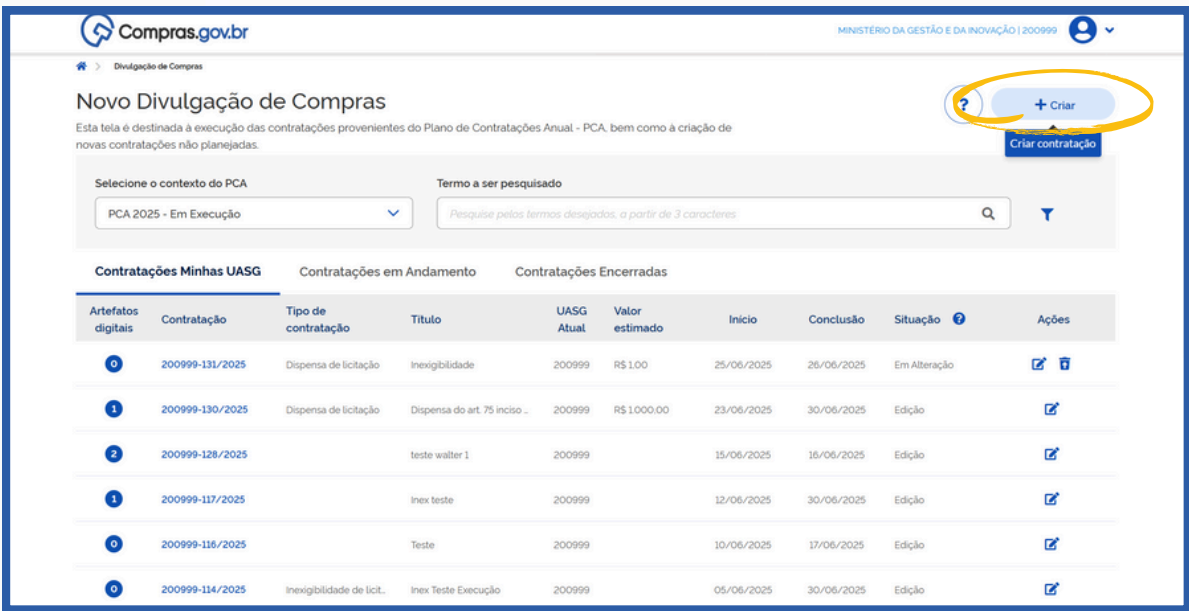 Compras.gov.br
MINISTÉRIO DA GESTÃO E DA INOVAÇÃO | 200999
Divulgação de Compras
Novo Divulgação de Compras
? + Criar
Esta tela é destinada à execução das contratações provenientes do Plano de Contratações Anual - PCA, bem como à criação de
novas contratações não planejadas.
Criar contratação
Selecione o contexto do PCA Termo a ser pesquisado
PCA 2025 - Em Execução Pesquise pelos termos desejados, a partir de 3 caracteres
Contratações Minhas UASG Contratações em Andamento Contratações Encerradas
Artefatos digitais Contratação Tipo de contratação Título UASG Atual Valor estimado Início Conclusão Situação ? Ações
0 200999-131/2025 Dispensa de licitação Inexigibilidade 200999 R$ 1,00 25/06/2025 26/06/2025 Em Alteração
1 200999-130/2025 Dispensa de licitação Dispensa do art. 75 inciso ... 200999 R$ 1.000,00 23/06/2025 30/06/2025 Edição
2 200999-128/2025 teste walter 1 200999 15/06/2025 16/06/2025 Edição
1 200999-117/2025 Inex teste 200999 12/06/2025 30/06/2025 Edição
0 200999-116/2025 Teste 200999 10/06/2025 17/06/2025 Edição
0 200999-114/2025 Inexigibilidade de licit... Inex Teste Execução 200999 05/06/2025 30/06/2025 Edição